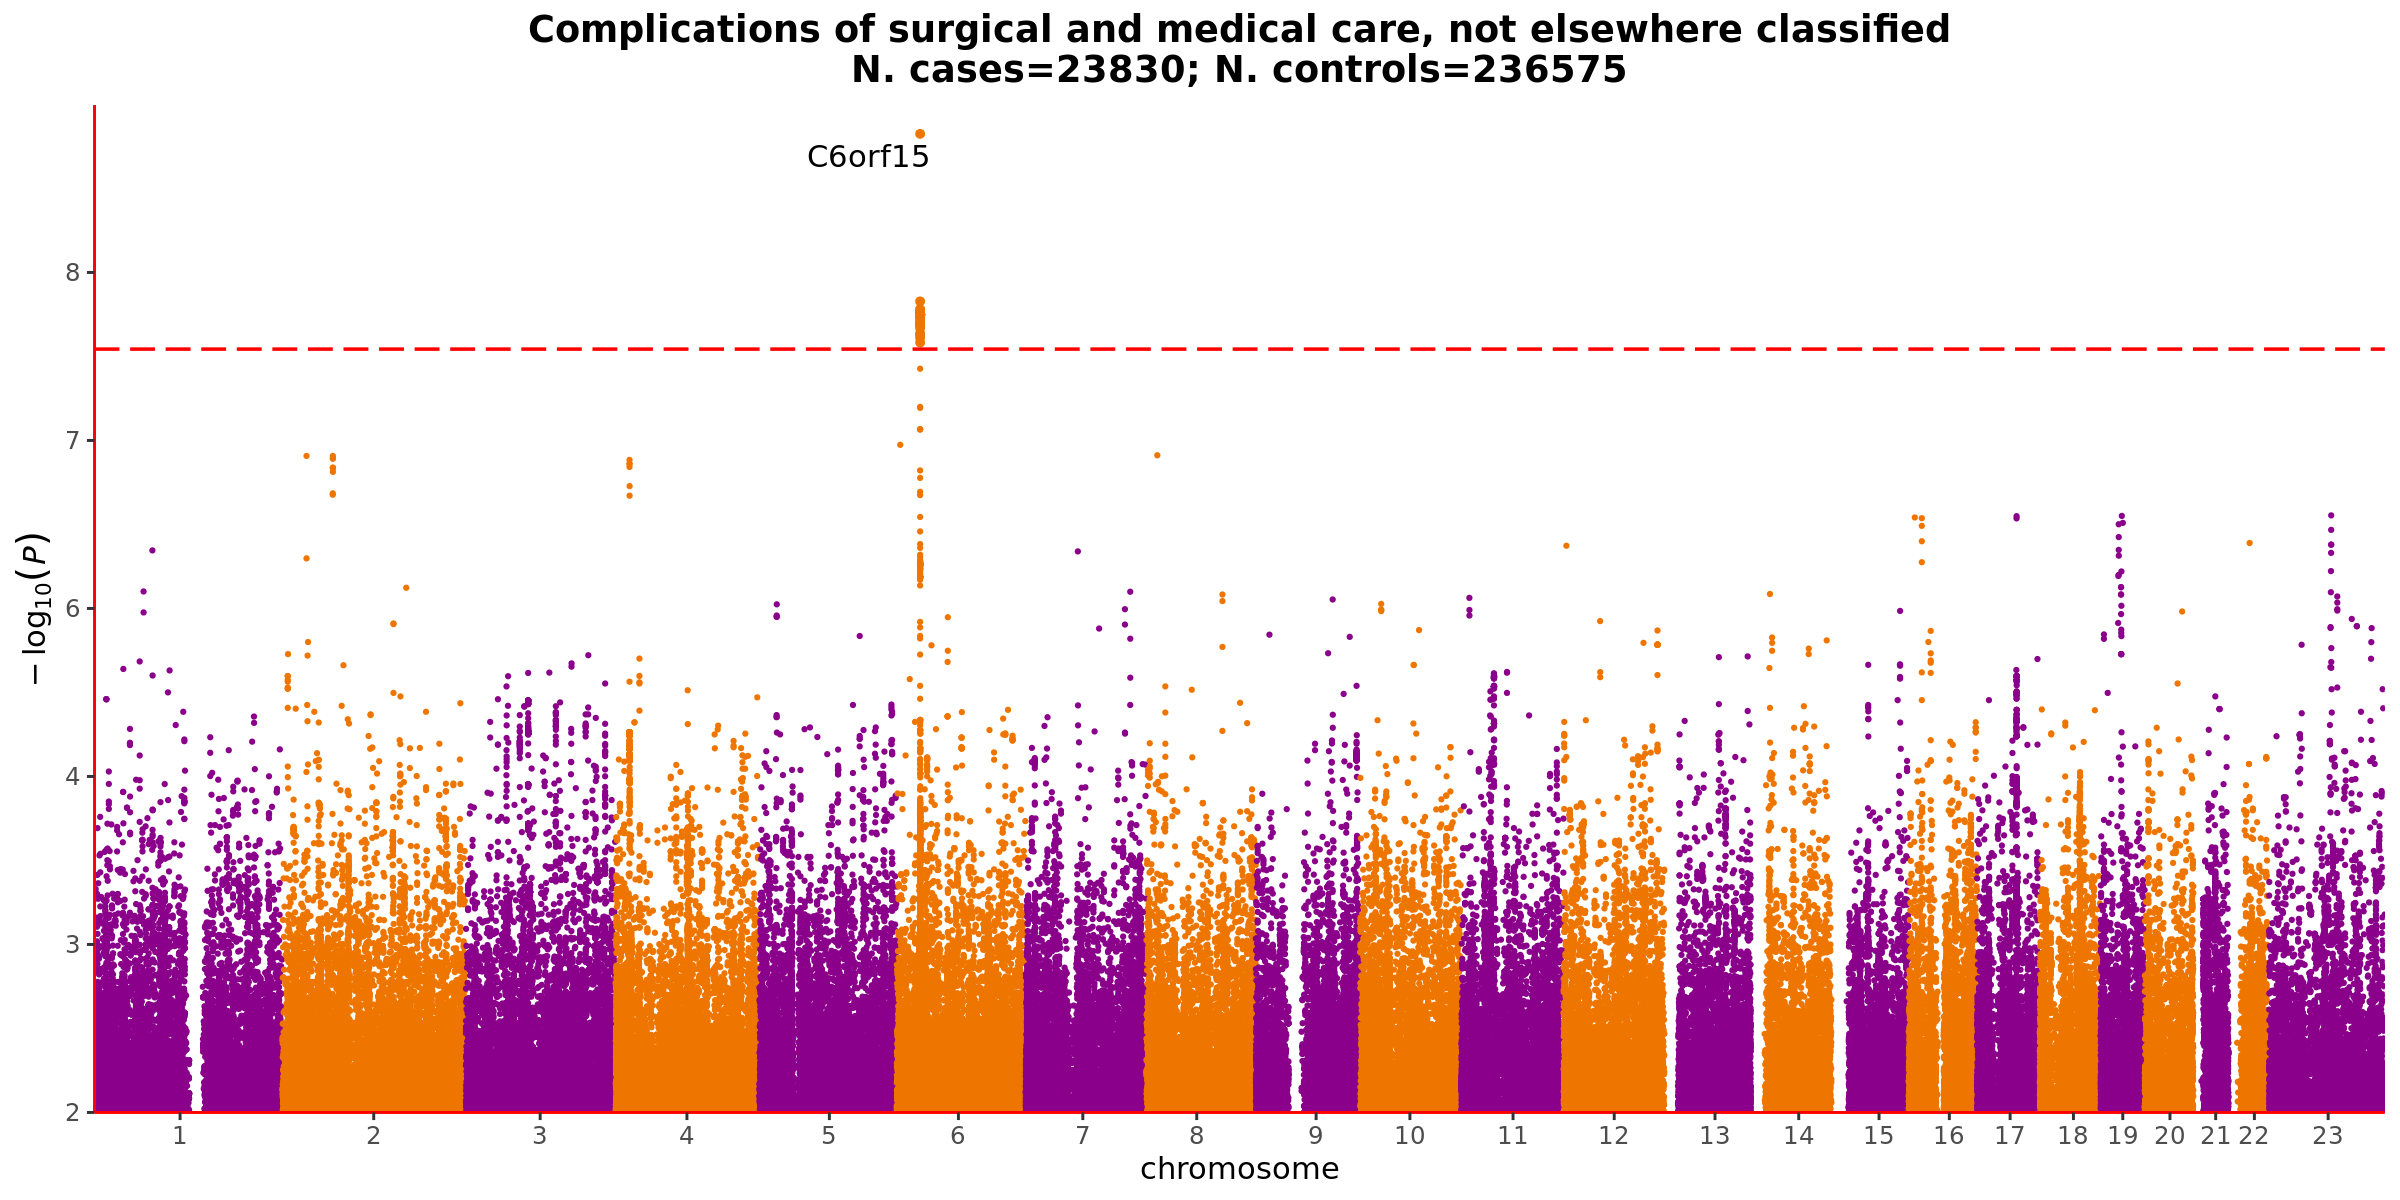 Complications of surgical and medical care, not elsewhere classified
N. cases=23830; N. controls=236575
C6orf15
8
7
6
4
3
2
−log₁₀(P)
1 2 3 4 5 6 7 8 9 10 11 12 13 14 15 16 17 18 19 20 21 22 23
chromosome